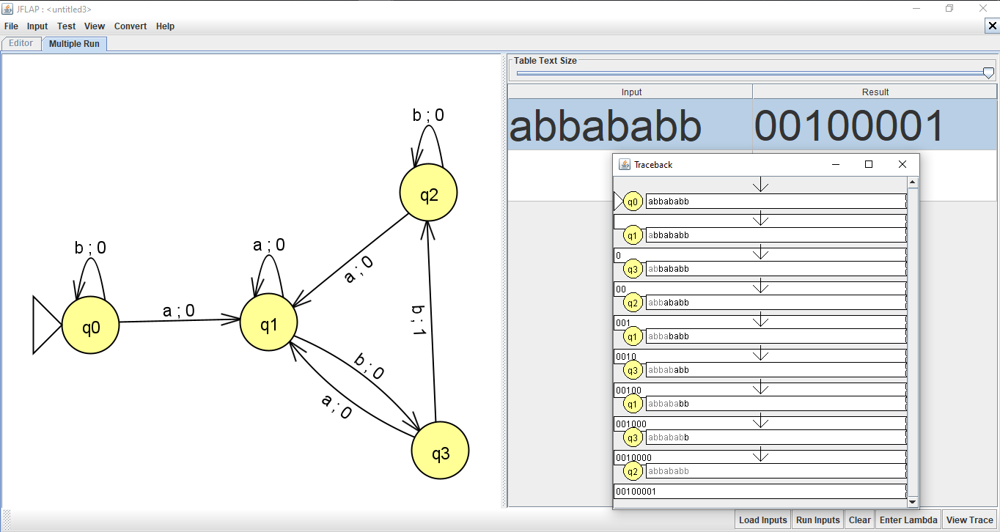 JFLAP : <untitled3>
File Input Test View Convert Help
Editor Multiple Run
Table Text Size
Input Result
abbababb 00100001
b ; 0
q2
a ; 0
b ; 1
b ; 0
q0
a ; 0
a ; 0
q1
b ; 0
a ; 0
q3
Traceback
q0 abbababb
q1 abbababb
0
q3 abbababb
00
q2 abbababb
001
q1 abbababb
0010
q3 abbababb
00100
q1 abbababb
001000
q3 abbababb
0010000
q2 abbababb
00100001
Load Inputs Run Inputs Clear Enter Lambda View Trace